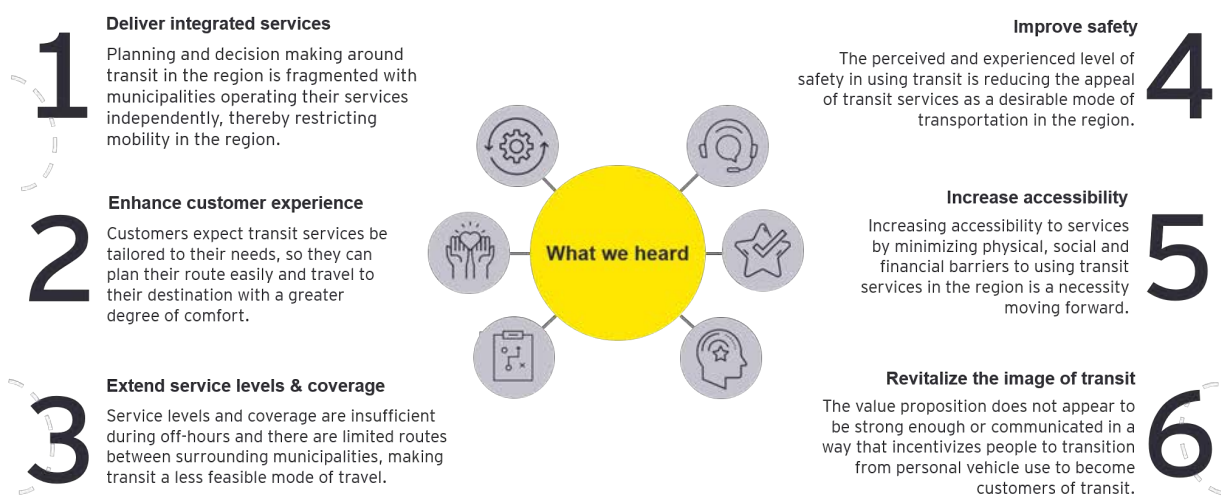 1
Deliver integrated services
Planning and decision making around
transit in the region is fragmented with
municipalities operating their services
independently, thereby restricting
mobility in the region.
2
Enhance customer experience
Customers expect transit services be
tailored to their needs, so they can
plan their route easily and travel to
their destination with a greater
degree of comfort.
3
Extend service levels & coverage
Service levels and coverage are insufficient
during off-hours and there are limited routes
between surrounding municipalities, making
transit a less feasible mode of travel.
What we heard
4
Improve safety
The perceived and experienced level of
safety in using transit is reducing the appeal
of transit services as a desirable mode of
transportation in the region.
5
Increase accessibility
Increasing accessibility to services
by minimizing physical, social and
financial barriers to using transit
services in the region is a necessity
moving forward.
6
Revitalize the image of transit
The value proposition does not appear to
be strong enough or communicated in a
way that incentivizes people to transition
from personal vehicle use to become
customers of transit.